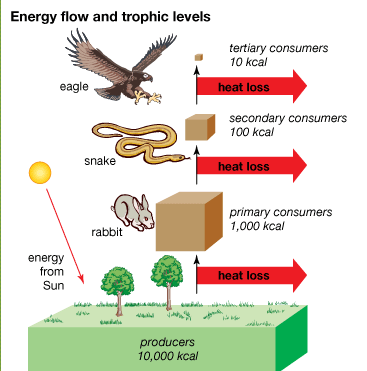 Energy flow and trophic levels
tertiary consumers
10 kcal
eagle
heat loss
secondary consumers
100 kcal
snake
heat loss
primary consumers
1,000 kcal
rabbit
energy
from
Sun
heat loss
producers
10,000 kcal